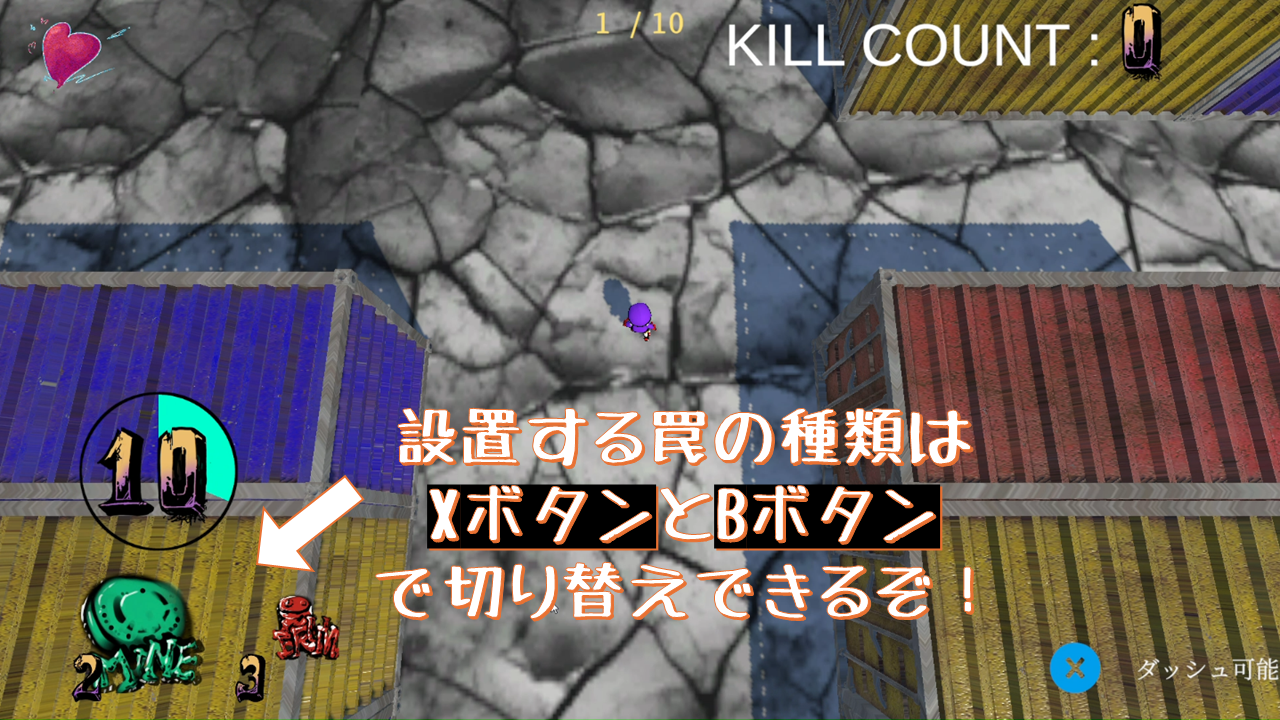 1 / 10
KILL COUNT : 0
10
設置する罠の種類は
XボタンとBボタン
で切り替えできるぞ！
2 MINE
3
ダッシュ可能